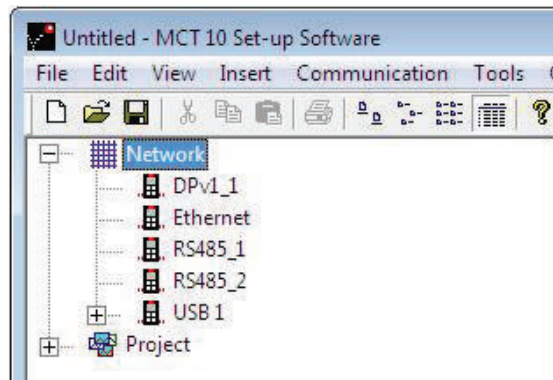 Untitled - MCT 10 Set-up Software
File Edit View Insert Communication Tools
Network
DPv1_1
Ethernet
RS485_1
RS485_2
USB 1
Project